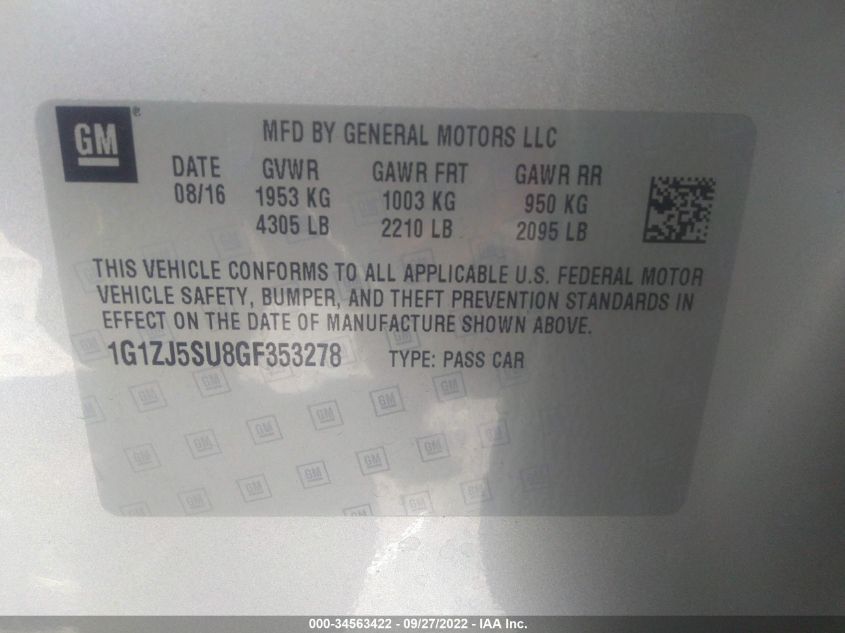 GM ®
MFD BY GENERAL MOTORS LLC
DATE GVWR GAWR FRT GAWR RR
08/16 1953 KG 1003 KG 950 KG
4305 LB 2210 LB 2095 LB
THIS VEHICLE CONFORMS TO ALL APPLICABLE U.S. FEDERAL MOTOR
VEHICLE SAFETY, BUMPER, AND THEFT PREVENTION STANDARDS IN
EFFECT ON THE DATE OF MANUFACTURE SHOWN ABOVE.
1G1ZJ5SU8GF353278 TYPE: PASS CAR
000-34563422 - 09/27/2022 - IAA Inc.